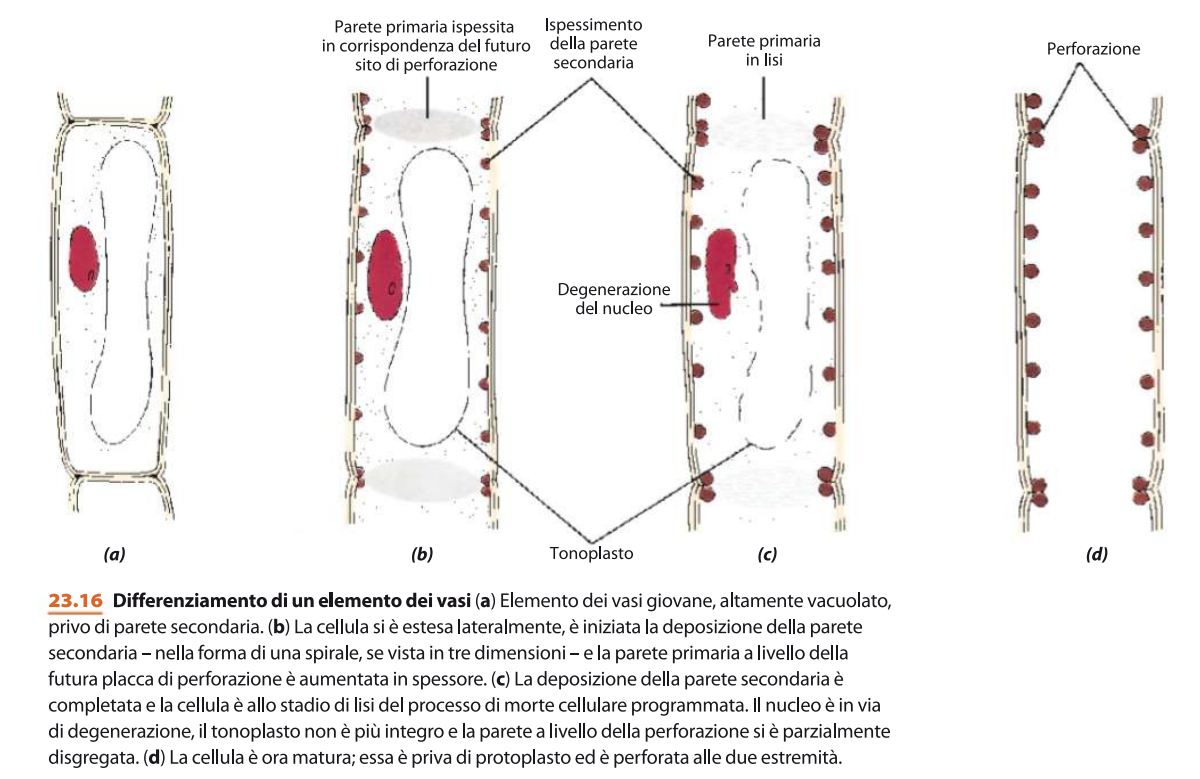 Parete primaria ispessita
in corrispondenza del futuro
sito di perforazione
Ispessimento
della parete
secondaria
Parete primaria
in lisi
Perforazione
Degenerazione
del nucleo
(a)
(b)
Tonoplasto
(c)
(d)
23.16 Differenziamento di un elemento dei vasi (a) Elemento dei vasi giovane, altamente vacuolato,
privo di parete secondaria. (b) La cellula si è estesa lateralmente, è iniziata la deposizione della parete
secondaria – nella forma di una spirale, se vista in tre dimensioni – e la parete primaria a livello della
futura placca di perforazione è aumentata in spessore. (c) La deposizione della parete secondaria è
completata e la cellula è allo stadio di lisi del processo di morte cellulare programmata. Il nucleo è in via
di degenerazione, il tonoplasto non è più integro e la parete a livello della perforazione si è parzialmente
disgregata. (d) La cellula è ora matura; essa è priva di protoplasto ed è perforata alle due estremità.